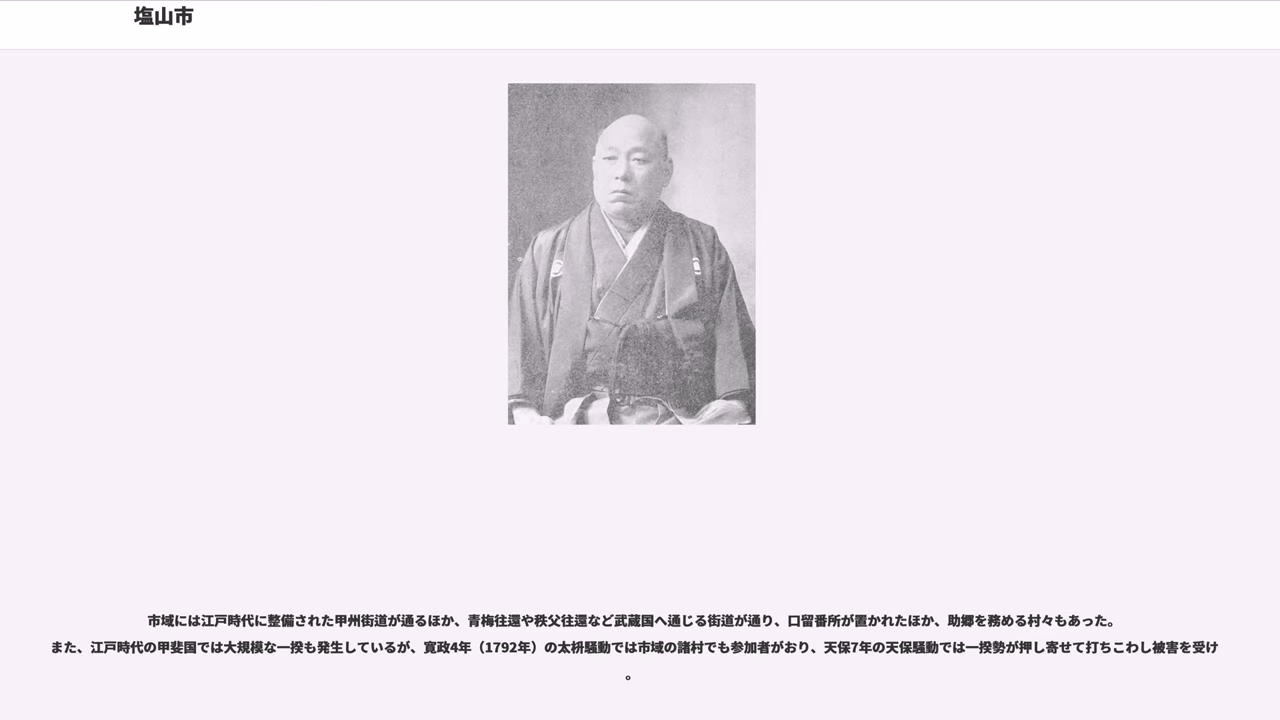 塩山市
市域には江戸時代に整備された甲州街道が通るほか、青梅往還や秩父往還など武蔵国へ通じる街道が通り、口留番所が置かれたほか、助郷を務める村々もあった。
また、江戸時代の甲斐国では大規模な一揆も発生しているが、寛政4年（1792年）の太枡騒動では市域の諸村でも参加者がおり、天保7年の天保騒動では一揆勢が押し寄せて打ちこわし被害を受け
。